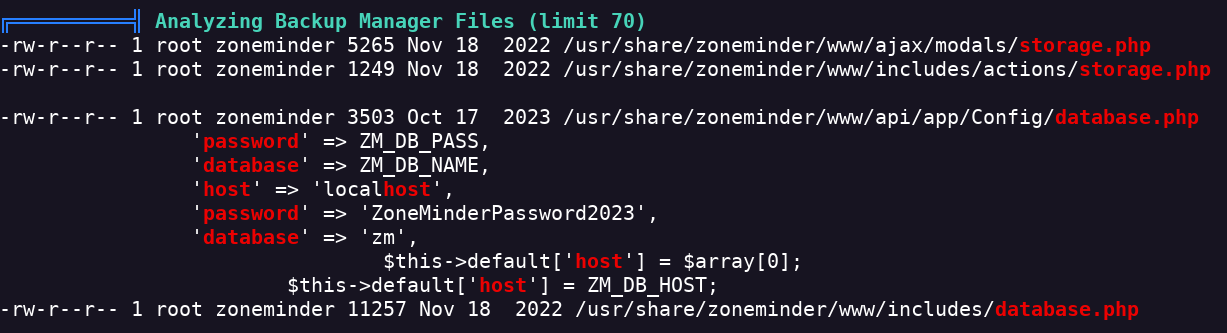 ╔══════════╣ Analyzing Backup Manager Files (limit 70)
-rw-r--r-- 1 root zoneminder 5265 Nov 18  2022 /usr/share/zoneminder/www/ajax/modals/storage.php
-rw-r--r-- 1 root zoneminder 1249 Nov 18  2022 /usr/share/zoneminder/www/includes/actions/storage.php

-rw-r--r-- 1 root zoneminder 3503 Oct 17  2023 /usr/share/zoneminder/www/api/app/Config/database.php
                'password' => ZM_DB_PASS,
                'database' => ZM_DB_NAME,
                'host' => 'localhost',
                'password' => 'ZoneMinderPassword2023',
                'database' => 'zm',
                                $this->default['host'] = $array[0];
                        $this->default['host'] = ZM_DB_HOST;
-rw-r--r-- 1 root zoneminder 11257 Nov 18  2022 /usr/share/zoneminder/www/includes/database.php